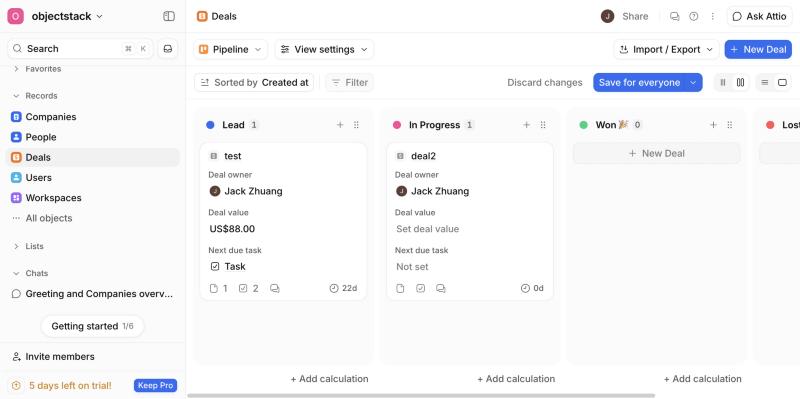 O objectstack
Deals
J Share
Ask Attio
Search ⌘ K
Pipeline
View settings
Import / Export
+ New Deal
Favorites
Sorted by Created at
Filter
Discard changes
Save for everyone
Records
Companies
People
Deals
Users
Workspaces
All objects
Lists
Chats
Greeting and Companies overv...
Getting started 1/6
Invite members
5 days left on trial!
Keep Pro
Lead 1
test
Deal owner
J Jack Zhuang
Deal value
US$88.00
Next due task
Task
1 2 22d
+ Add calculation
In Progress 1
deal2
Deal owner
J Jack Zhuang
Deal value
Set deal value
Next due task
Not set
0d
+ Add calculation
Won 🎉 0
+ New Deal
+ Add calculation
Lost